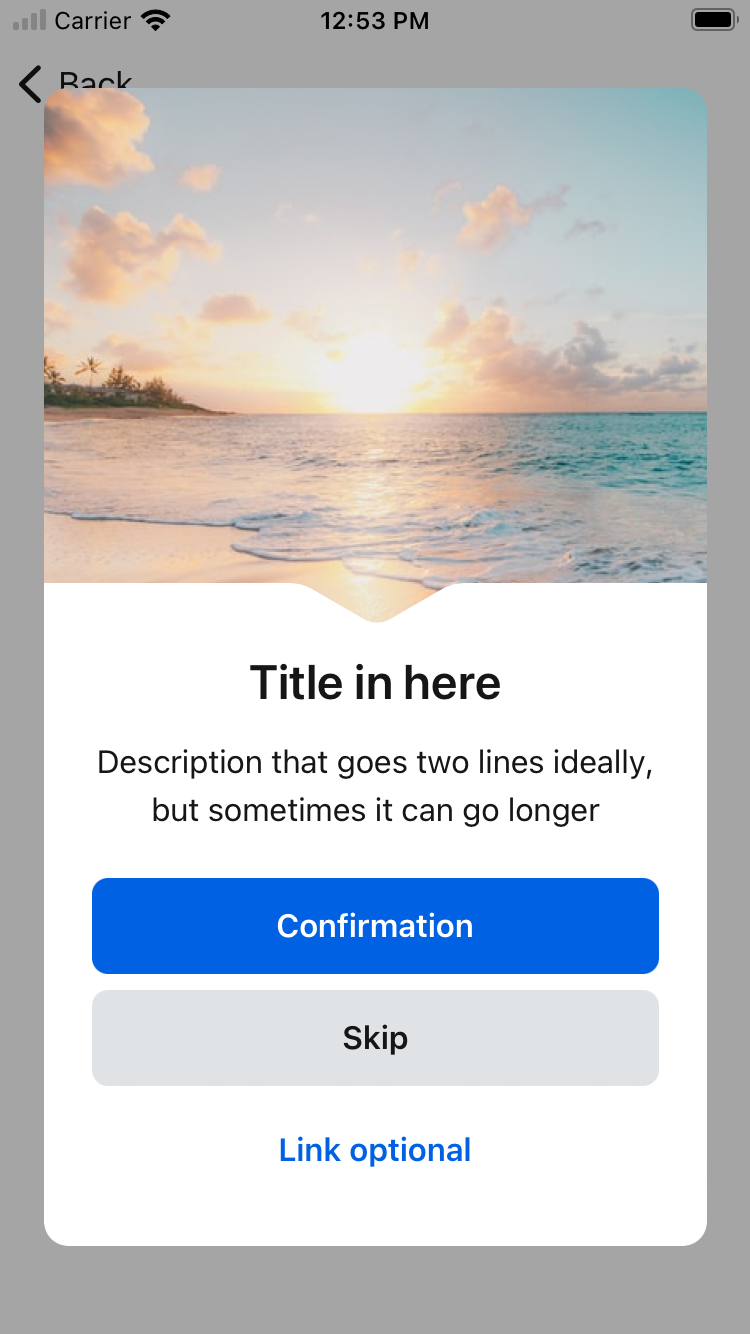 Carrier 12:53 PM
Back
Title in here
Description that goes two lines ideally,
but sometimes it can go longer
Confirmation
Skip
Link optional